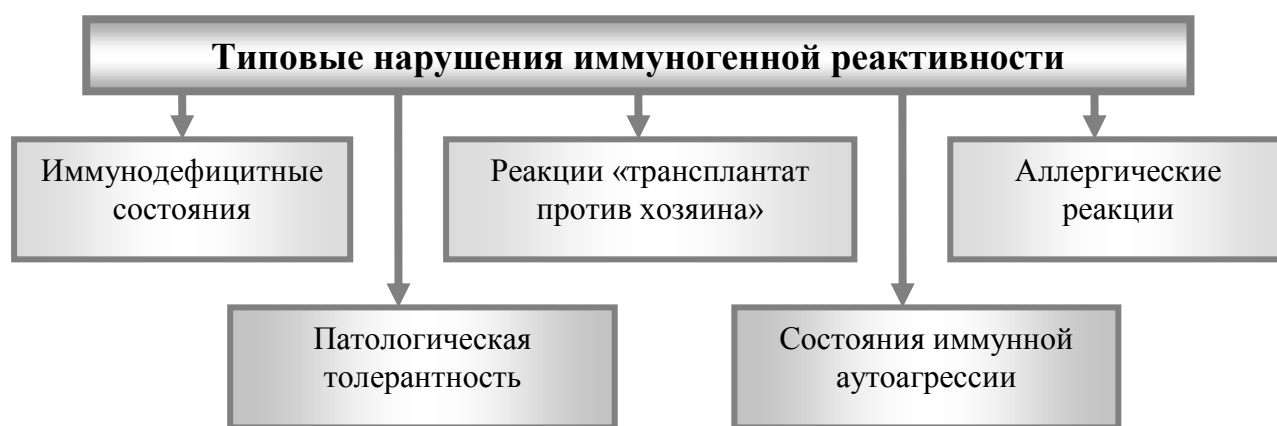 Типовые нарушения иммуногенной реактивности
Иммунодефицитные
состояния
Реакции «трансплантат
против хозяина»
Аллергические
реакции
Патологическая
толерантность
Состояния иммунной
аутоагрессии